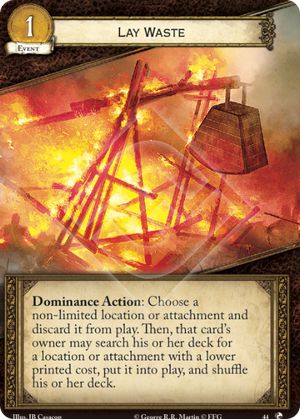 1
Event
Lay Waste
Dominance Action: Choose a
non-limited location or attachment and
discard it from play. Then, that card's
owner may search his or her deck for
a location or attachment with a lower
printed cost, put it into play, and shuffle
his or her deck.
Illus. JB Casacop
© George R.R. Martin © FFG
44